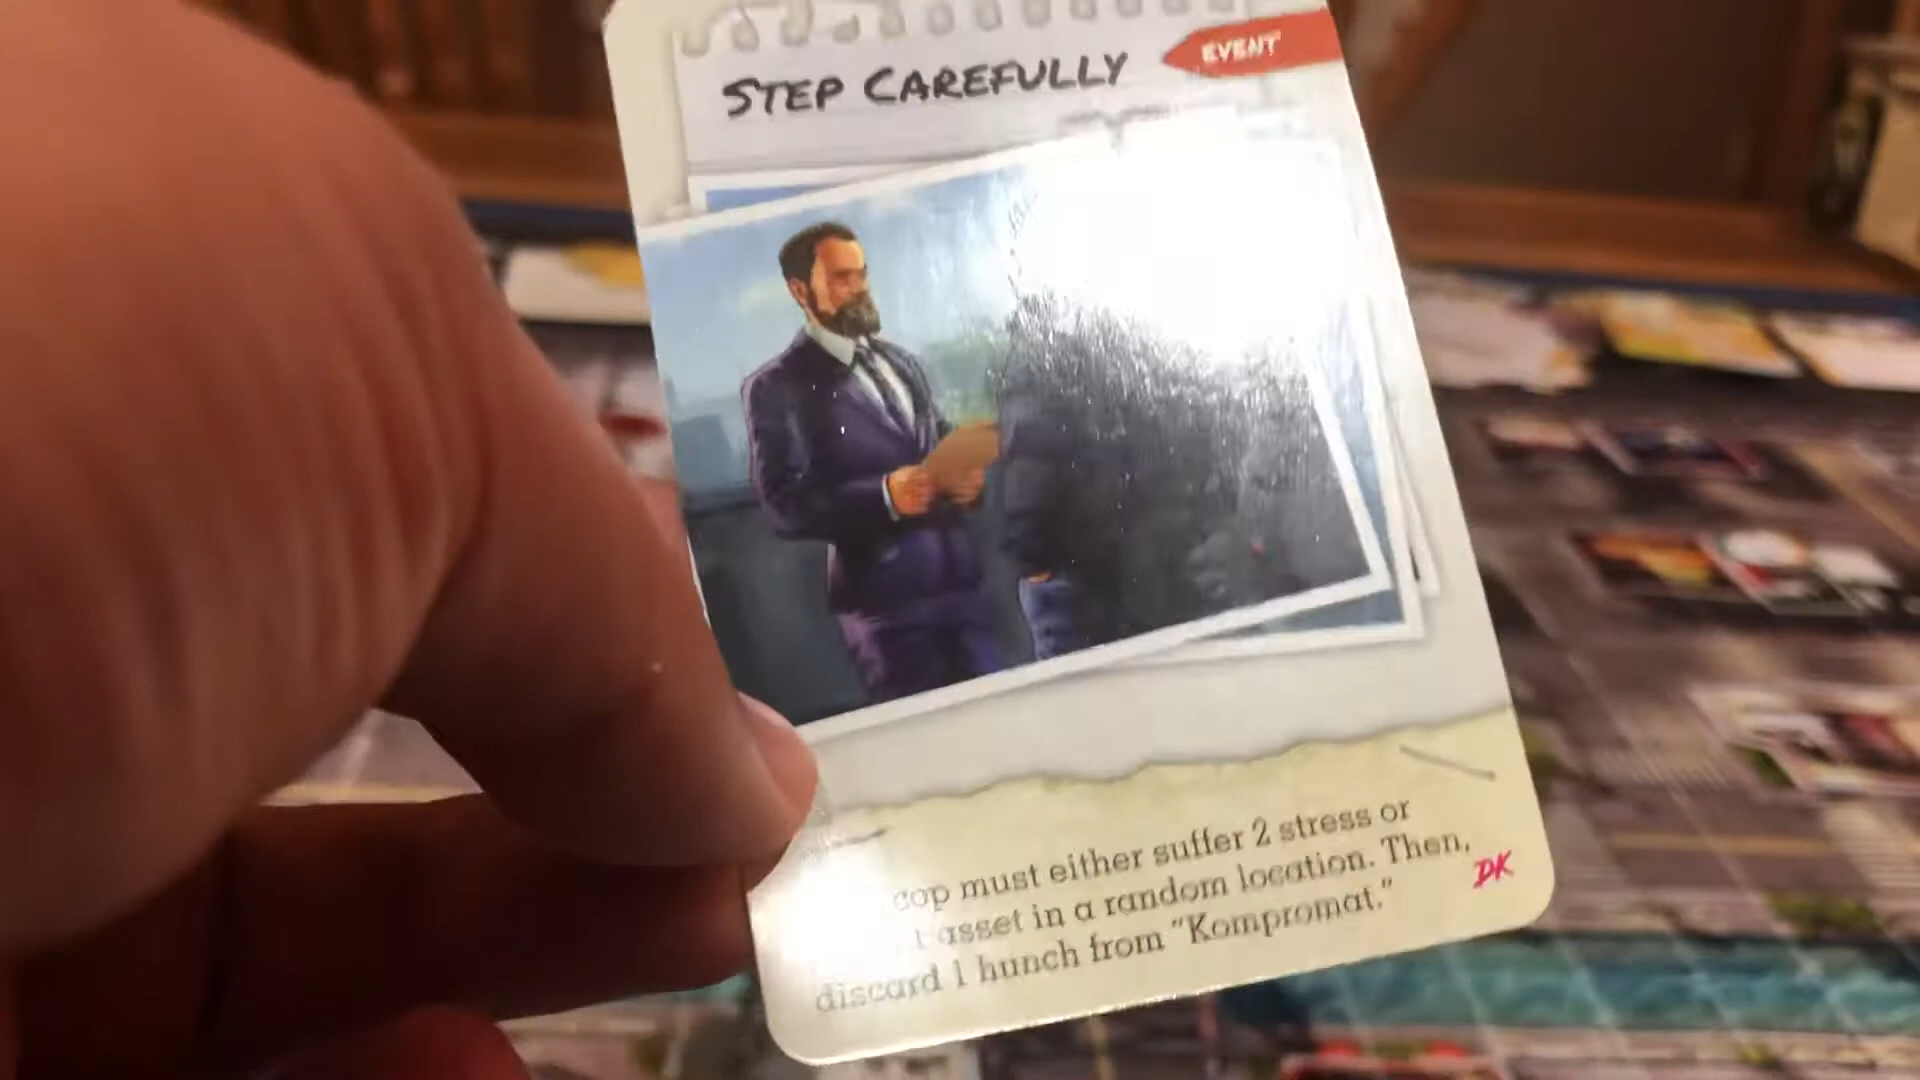 STEP CAREFULLY
EVENT
cop must either suffer 2 stress or
asset in a random location. Then,
discard 1 hunch from "Kompromat."
DK